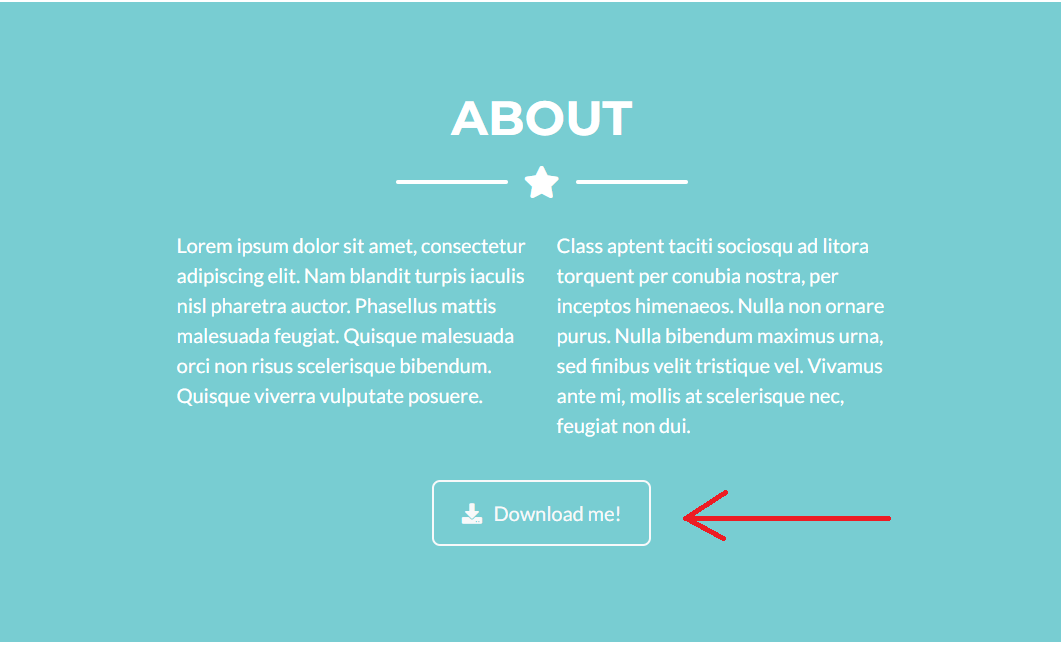 ABOUT
Lorem ipsum dolor sit amet, consectetur
adipiscing elit. Nam blandit turpis iaculis
nisl pharetra auctor. Phasellus mattis
malesuada feugiat. Quisque malesuada
orci non risus scelerisque bibendum.
Quisque viverra vulputate posuere.
Class aptent taciti sociosqu ad litora
torquent per conubia nostra, per
inceptos himenaeos. Nulla non ornare
purus. Nulla bibendum maximus urna,
sed finibus velit tristique vel. Vivamus
ante mi, mollis at scelerisque nec,
feugiat non dui.
Download me!